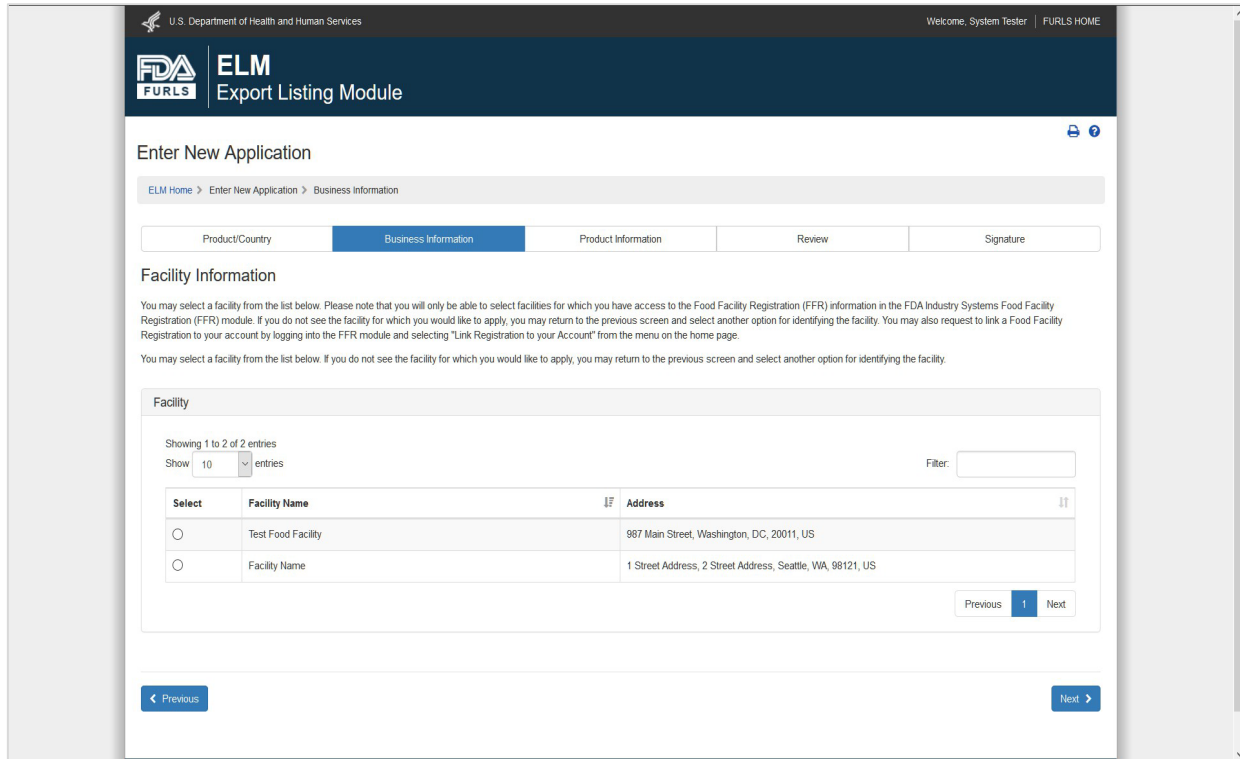 U.S. Department of Health and Human Services
Welcome, System Tester | FURLS HOME
FDA
FURLS
ELM
Export Listing Module
Enter New Application
ELM Home > Enter New Application > Business Information
Product/Country
Business Information
Product Information
Review
Signature
Facility Information
You may select a facility from the list below. Please note that you will only be able to select facilities for which you have access to the Food Facility Registration (FFR) information in the FDA Industry Systems Food Facility
Registration (FFR) module. If you do not see the facility for which you would like to apply, you may return to the previous screen and select another option for identifying the facility. You may also request to link a Food Facility
Registration to your account by logging into the FFR module and selecting "Link Registration to your Account" from the menu on the home page.
You may select a facility from the list below. If you do not see the facility for which you would like to apply, you may return to the previous screen and select another option for identifying the facility.
Facility
Showing 1 to 2 of 2 entries
Show 10 entries
Filter:
Select Facility Name Address
Test Food Facility 987 Main Street, Washington, DC, 20011, US
Facility Name 1 Street Address, 2 Street Address, Seattle, WA, 98121, US
Previous 1 Next
Previous
Next